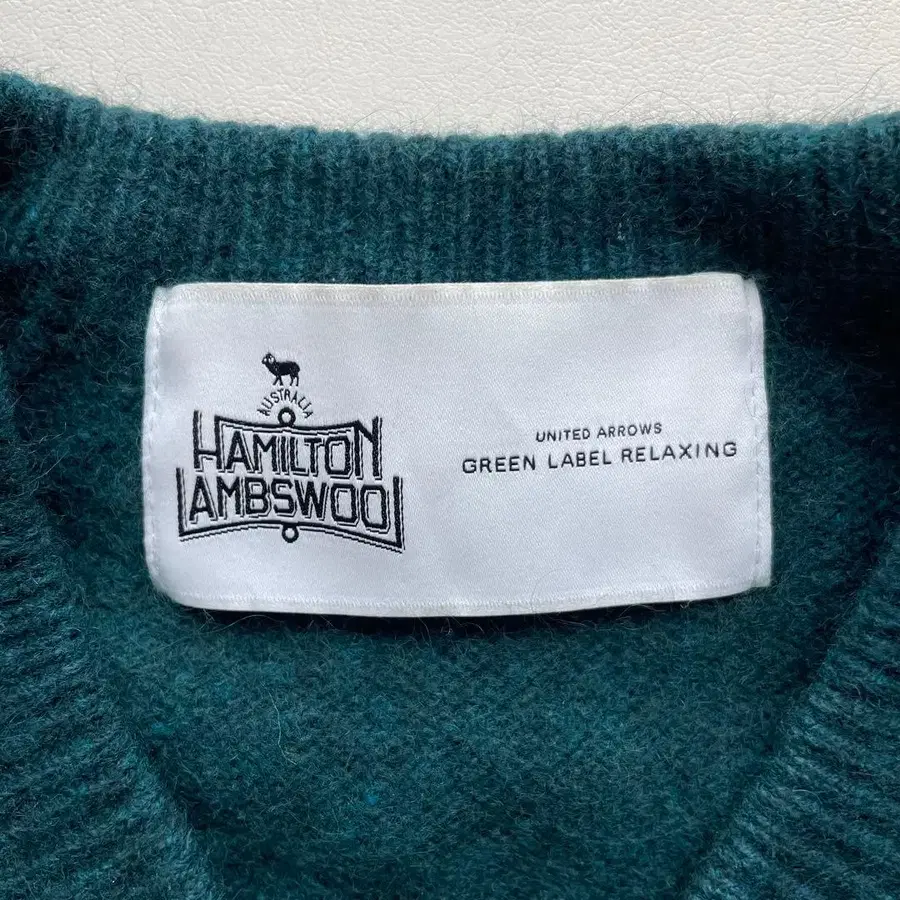 AUSTRALIA
HAMILTON
LAMBSWOOL
UNITED ARROWS
GREEN LABEL RELAXING